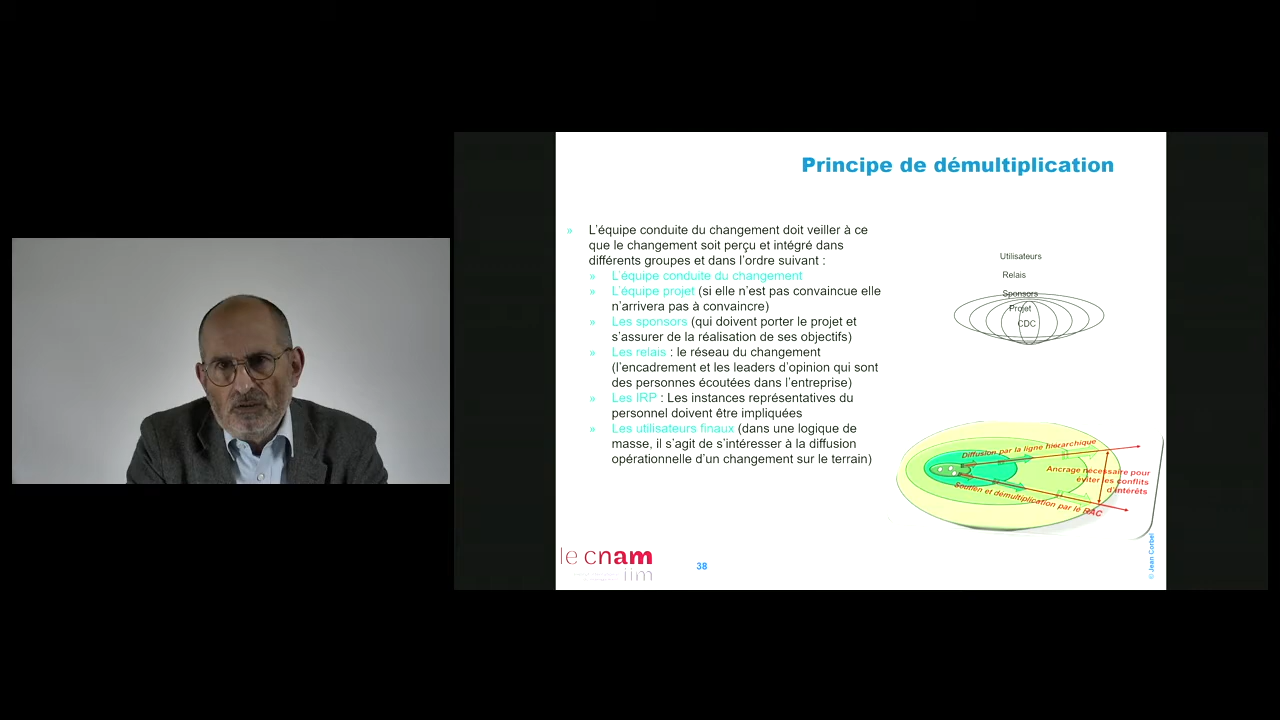 Principe de démultiplication
» L'équipe conduite du changement doit veiller à ce
que le changement soit perçu et intégré dans
différents groupes et dans l'ordre suivant :
» L'équipe conduite du changement
» L'équipe projet (si elle n'est pas convaincue elle
n'arrivera pas à convaincre)
» Les sponsors (qui doivent porter le projet et
s'assurer de la réalisation de ses objectifs)
» Les relais : le réseau du changement
(l'encadrement et les leaders d'opinion qui sont
des personnes écoutées dans l'entreprise)
» Les IRP : Les instances représentatives du
personnel doivent être impliquées
» Les utilisateurs finaux (dans une logique de
masse, il s'agit de s'intéresser à la diffusion
opérationnelle d'un changement sur le terrain)
Utilisateurs
Relais
Sponsors
Projet
CDC
Diffusion par la ligne hiérarchique
Ancrage nécessaire pour
éviter les conflits
d'intérêts
Soutien et démultiplication par le RAC
le cnam
38
© Jean Corbel